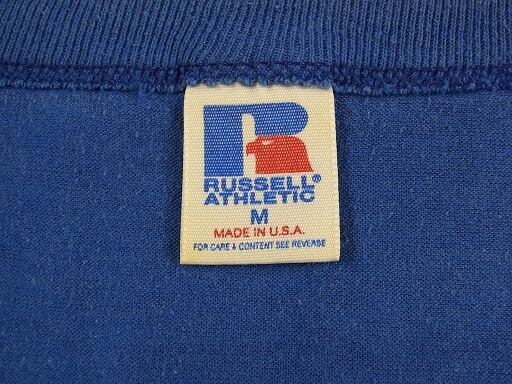 R
RUSSELL®
ATHLETIC
M
MADE IN U.S.A.
FOR CARE & CONTENT SEE REVERSE